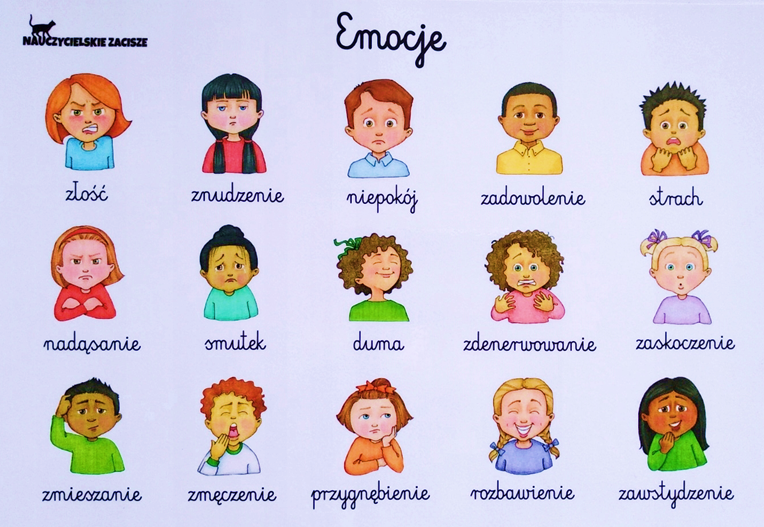 NAUCZYCIELSKIE ZACISZE
Emocje
złość znudzenie niepokój zadowolenie strach
nadąsanie smutek duma zdenerwowanie zaskoczenie
zmieszanie zmęczenie przygnębienie rozbawienie zawstydzenie